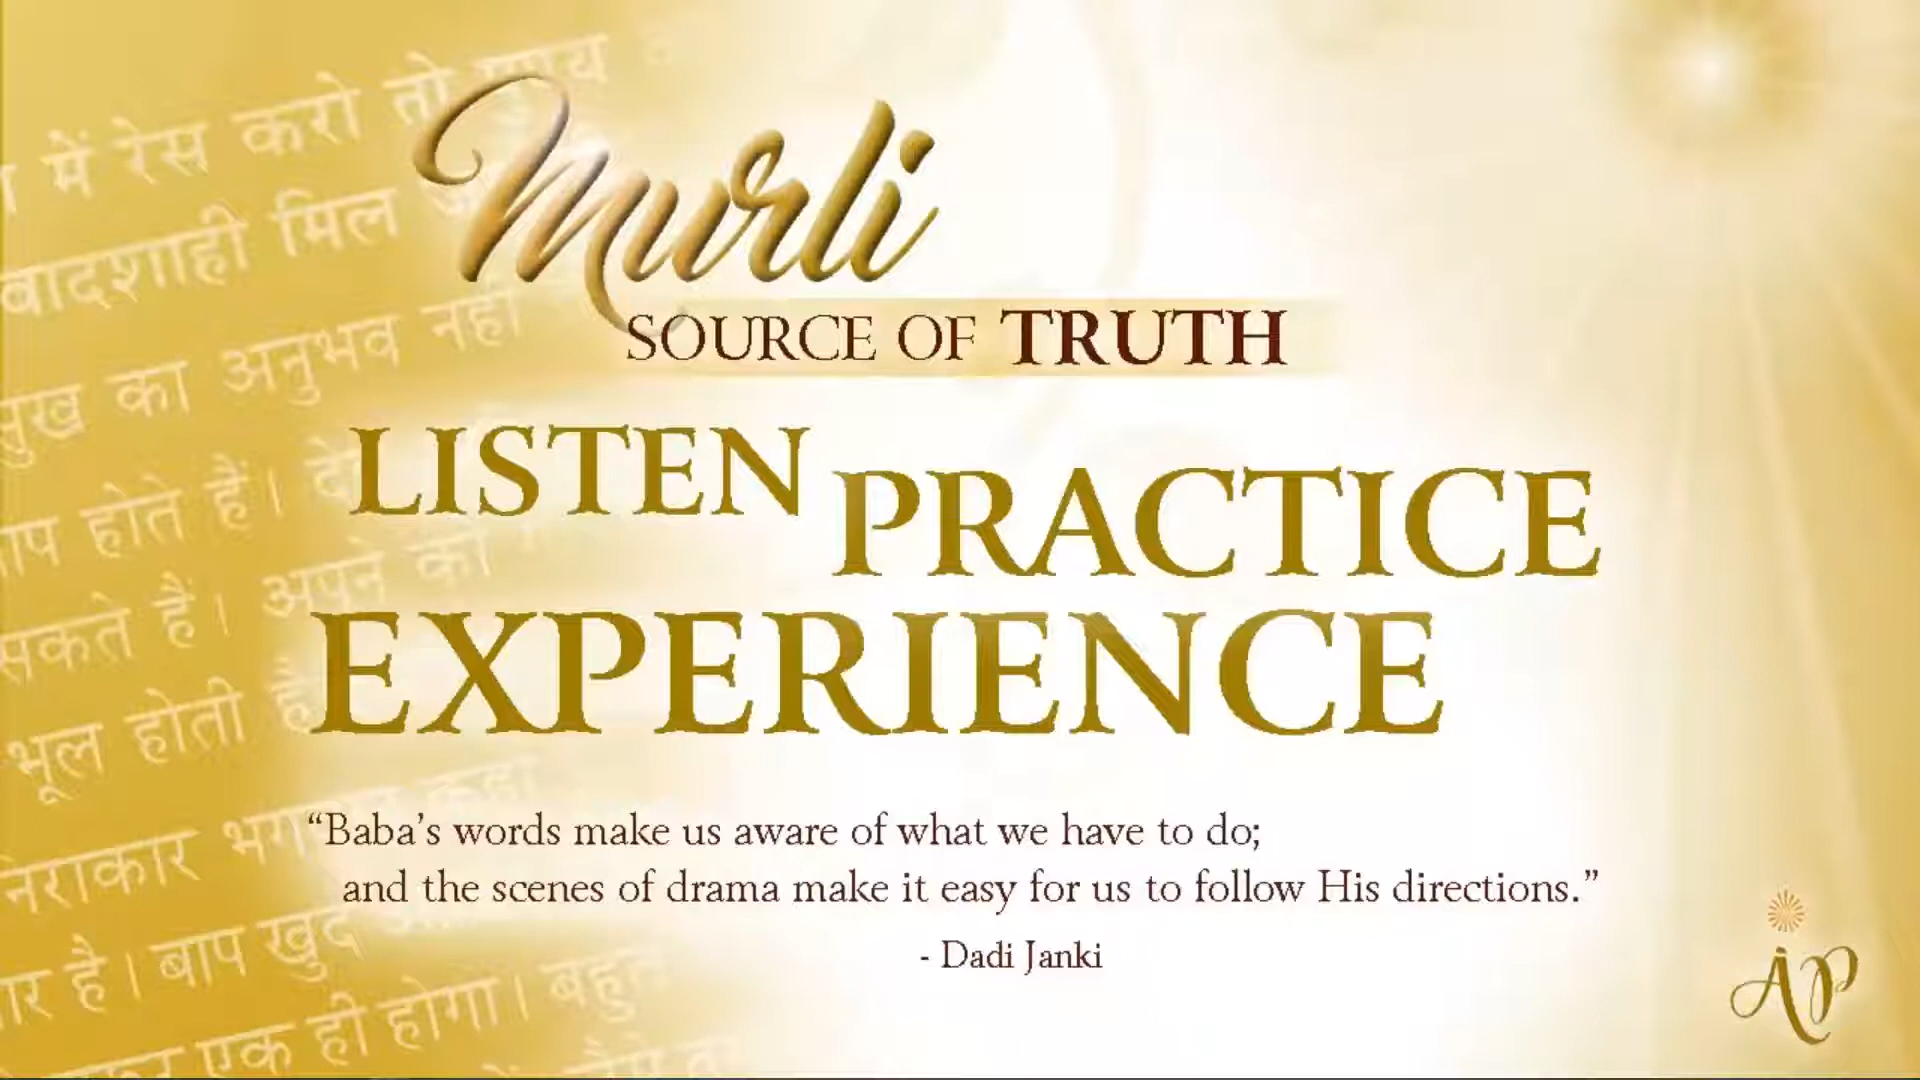 Murli
SOURCE OF TRUTH
LISTEN PRACTICE
EXPERIENCE
“Baba’s words make us aware of what we have to do;
and the scenes of drama make it easy for us to follow His directions.”
- Dadi Janki
AP
में रेस करो तो
बादशाही मिल
सुख का अनुभव नहीं
होते हैं।
सकते हैं। अपने को
भूल होती
है। बाप खुद
एक ही होगा। बहुत